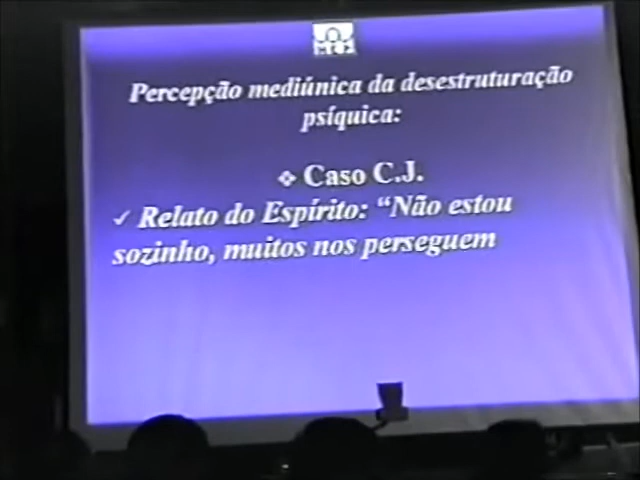 Percepção mediúnica da desestruturação
psíquica:
❖ Caso C.J.
✓ Relato do Espírito: “Não estou
sozinho, muitos nos perseguem